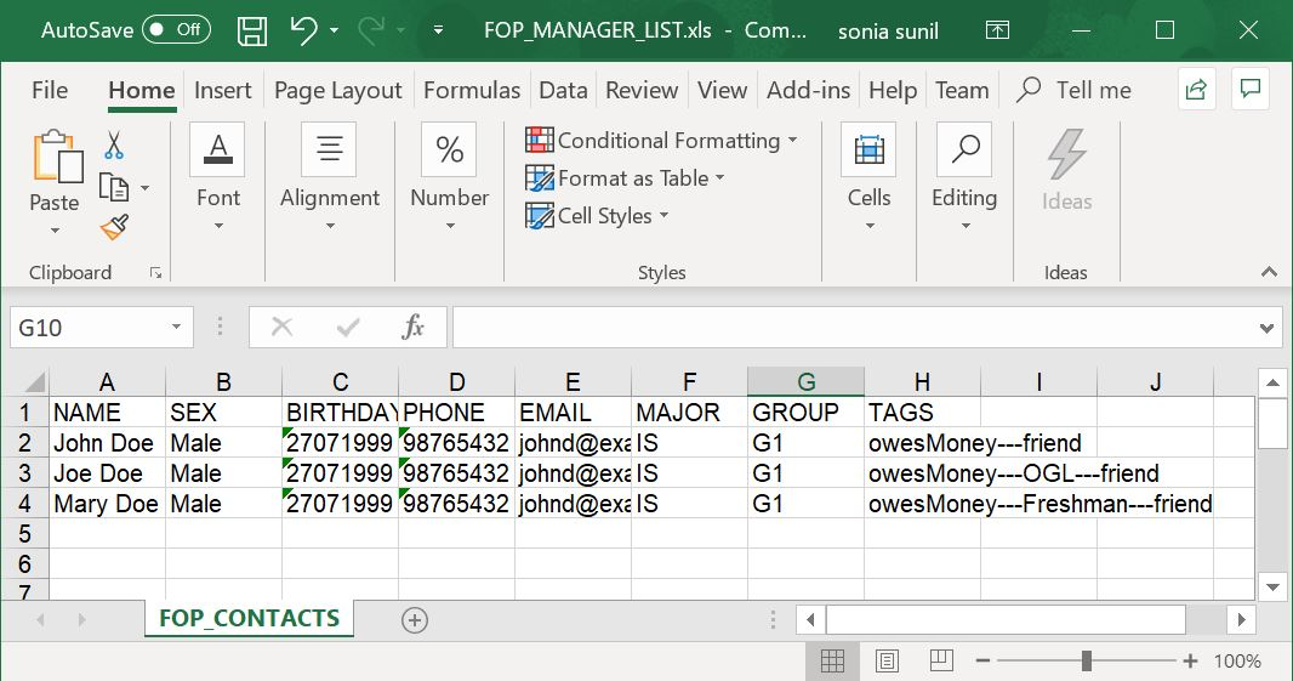 AutoSave Off FOP_MANAGER_LIST.xls - Com... sonia sunil
File Home Insert Page Layout Formulas Data Review View Add-ins Help Team Tell me
Paste
Clipboard
A
Font
Alignment
%
Number
Conditional Formatting
Format as Table
Cell Styles
Styles
Cells
Editing
Ideas
Ideas
G10 fx
A B C D E F G H I J
1 NAME SEX BIRTHDAY PHONE EMAIL MAJOR GROUP TAGS
2 John Doe Male 27071999 98765432 johnd@exa IS G1 owesMoney---friend
3 Joe Doe Male 27071999 98765432 johnd@exa IS G1 owesMoney---OGL---friend
4 Mary Doe Male 27071999 98765432 johnd@exa IS G1 owesMoney---Freshman---friend
5
6
7
FOP_CONTACTS
100%